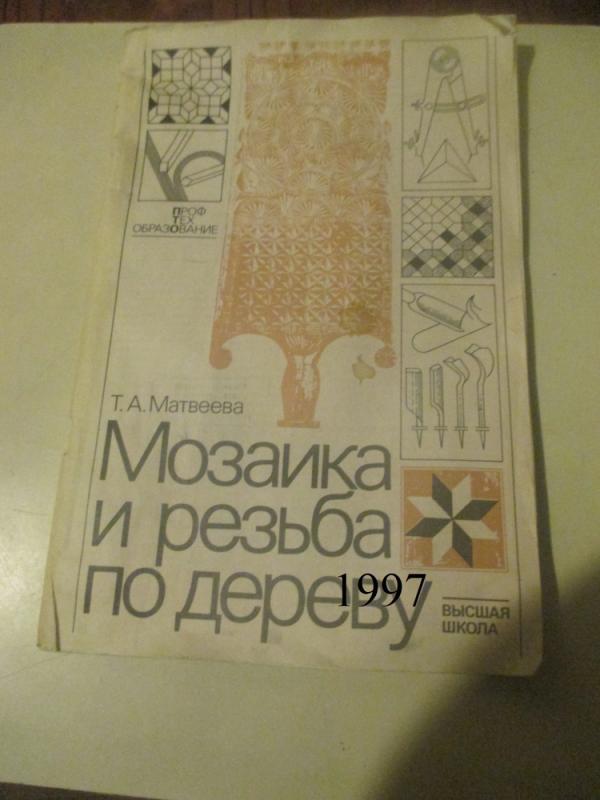 ПРОФ
ТЕХ
ОБРАЗОВАНИЕ
Т. А. Матвеева
Мозаика
и резьба
по дереву
1997
ВЫСШАЯ
ШКОЛА